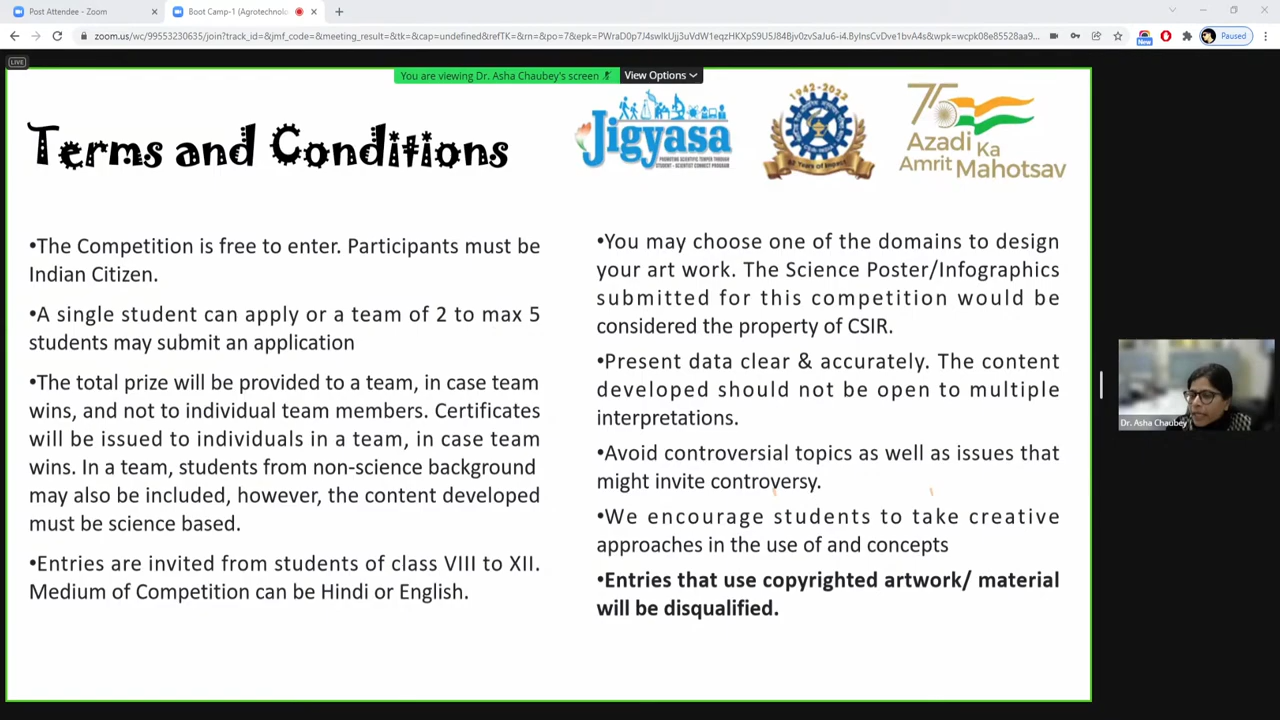 Post Attendee - Zoom
Boot Camp-1 (Agrotechnolo
zoom.us/wc/99553230635/join?track_id=&jmf_code=&meeting_result=&tk=&cap=undefined&refTK=&rn=&po=7&epk=
New
Paused
LIVE
You are viewing Dr. Asha Chaubey's screen
View Options
Terms and Conditions
Jigyasa
PROMOTING SCIENTIFIC TEMPER THROUGH
STUDENT - SCIENTIST CONNECT PROGRAM
1942-2022
75
Azadi Ka
Amrit Mahotsav
•The Competition is free to enter. Participants must be
Indian Citizen.
•A single student can apply or a team of 2 to max 5
students may submit an application
•The total prize will be provided to a team, in case team
wins, and not to individual team members. Certificates
will be issued to individuals in a team, in case team
wins. In a team, students from non-science background
may also be included, however, the content developed
must be science based.
•Entries are invited from students of class VIII to XII.
Medium of Competition can be Hindi or English.
•You may choose one of the domains to design
your art work. The Science Poster/Infographics
submitted for this competition would be
considered the property of CSIR.
•Present data clear & accurately. The content
developed should not be open to multiple
interpretations.
•Avoid controversial topics as well as issues that
might invite controversy.
•We encourage students to take creative
approaches in the use of and concepts
•Entries that use copyrighted artwork/ material
will be disqualified.
Dr. Asha Chaubey